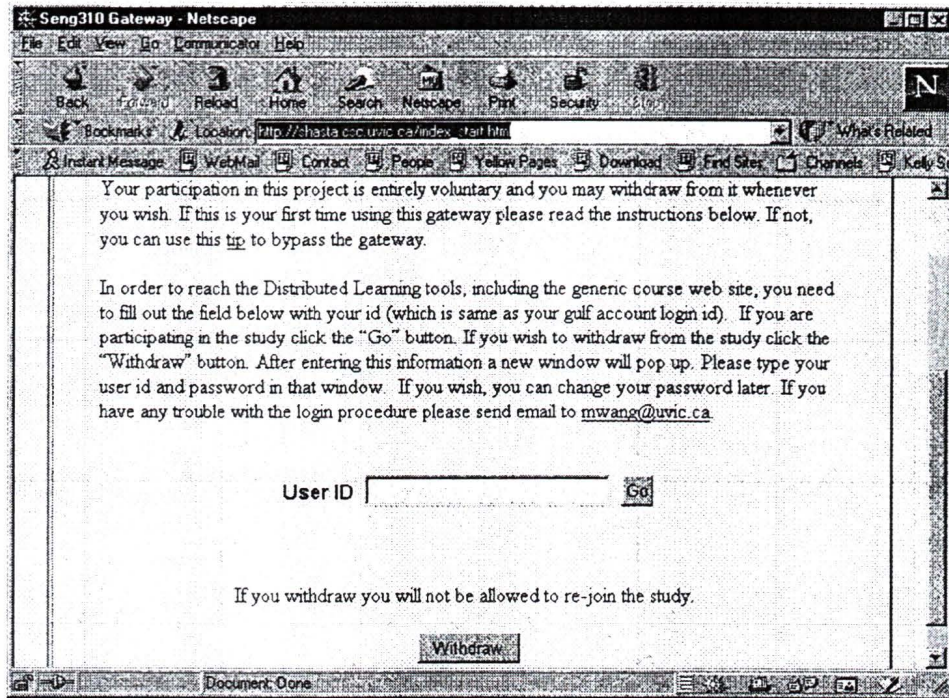 Seng310 Gateway - Netscape
File Edit View Go Communicator Help
Back Forward Reload Home Search Netscape Print Security Stop
Bookmarks Location: http://shasta.csc.uvic.ca/index_start.htm What's Related
Instant Message WebMail Contact People Yellow Pages Download Find Sites Channels Kelly
Your participation in this project is entirely voluntary and you may withdraw from it whenever
you wish. If this is your first time using this gateway please read the instructions below. If not,
you can use this tip to bypass the gateway.
In order to reach the Distributed Learning tools, including the generic course web site, you need
to fill out the field below with your id (which is same as your gulf account login id). If you are
participating in the study click the "Go" button. If you wish to withdraw from the study click the
"Withdraw" button. After entering this information a new window will pop up. Please type your
user id and password in that window. If you wish, you can change your password later. If you
have any trouble with the login procedure please send email to mwang@uvic.ca.
User ID Go
If you withdraw you will not be allowed to re-join the study.
Withdraw
Document: Done